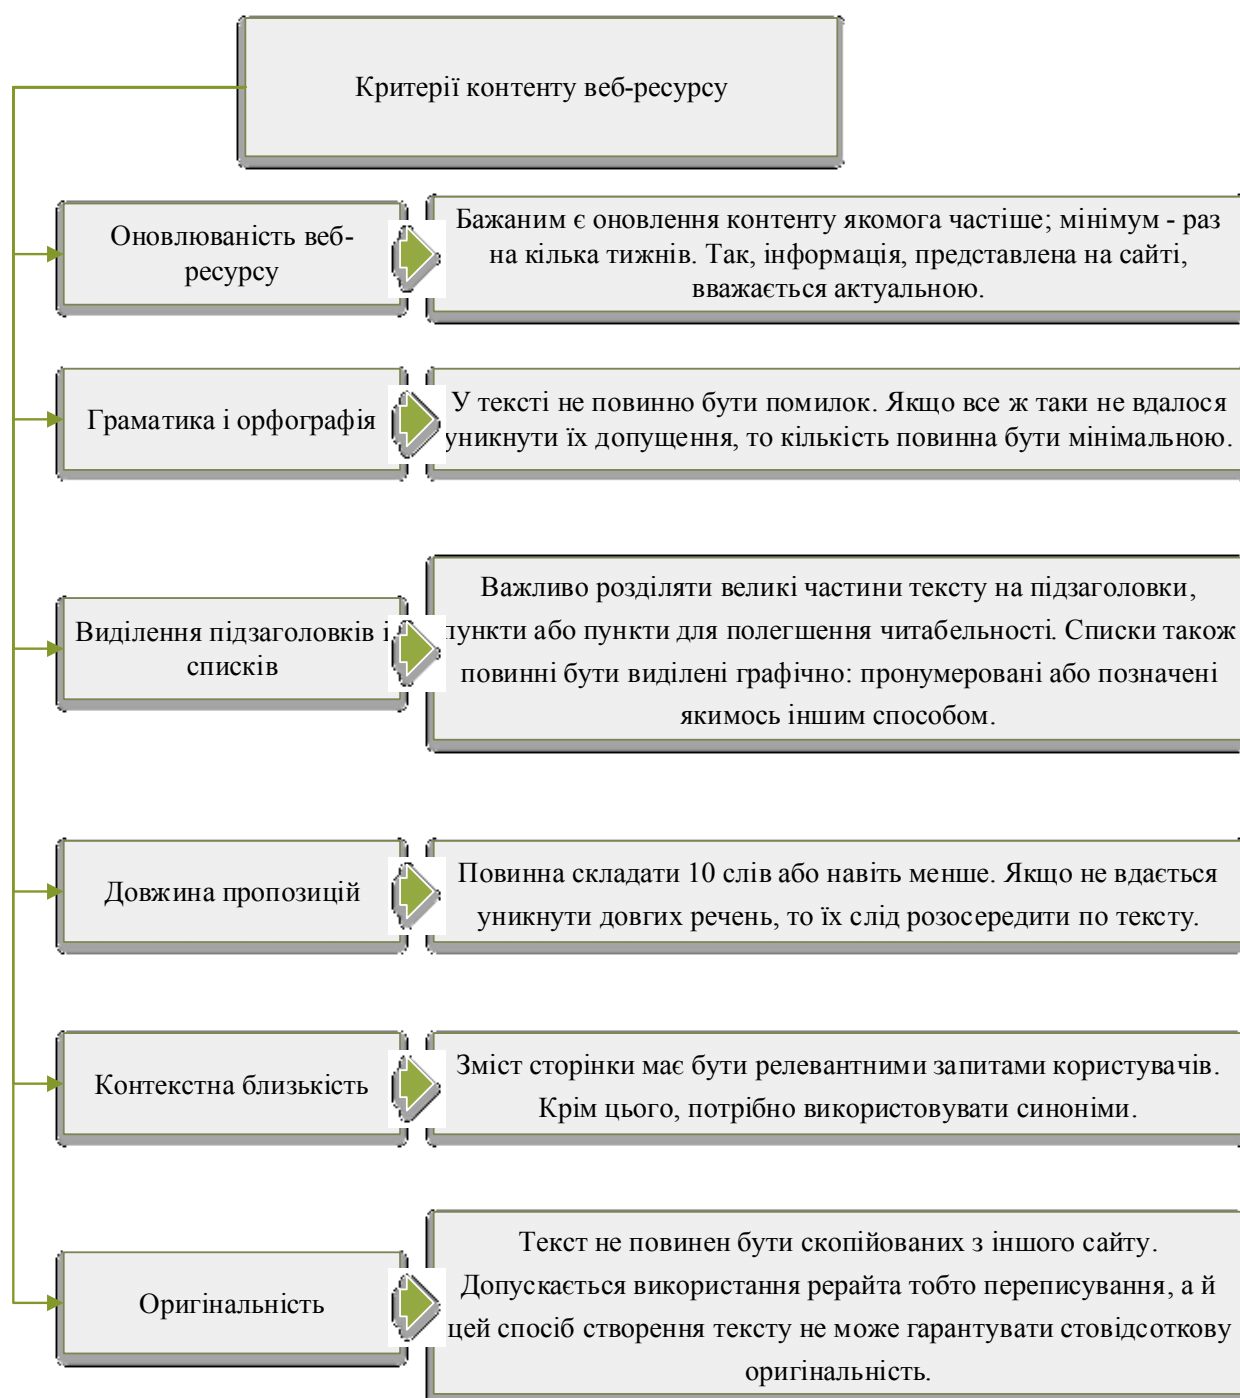 Критерії контенту веб-ресурсу
Оновлюваність веб-
ресурсу
Бажаним є оновлення контенту якомога частіше; мінімум - раз
на кілька тижнів. Так, інформація, представлена на сайті,
вважається актуальною.
Граматика і орфографія
У тексті не повинно бути помилок. Якщо все ж таки не вдалося
уникнути їх допущення, то кількість повинна бути мінімальною.
Виділення підзаголовків і
списків
Важливо розділяти великі частини тексту на підзаголовки,
пункти або пункти для полегшення читабельності. Списки також
повинні бути виділені графічно: пронумеровані або позначені
якимось іншим способом.
Довжина пропозицій
Повинна складати 10 слів або навіть менше. Якщо не вдається
уникнути довгих речень, то їх слід розосередити по тексту.
Контекстна близькість
Зміст сторінки має бути релевантними запитами користувачів.
Крім цього, потрібно використовувати синоніми.
Оригінальність
Текст не повинен бути скопійованих з іншого сайту.
Допускається використання рерайта тобто переписування, а й
цей спосіб створення тексту не може гарантувати стовідсоткову
оригінальність.